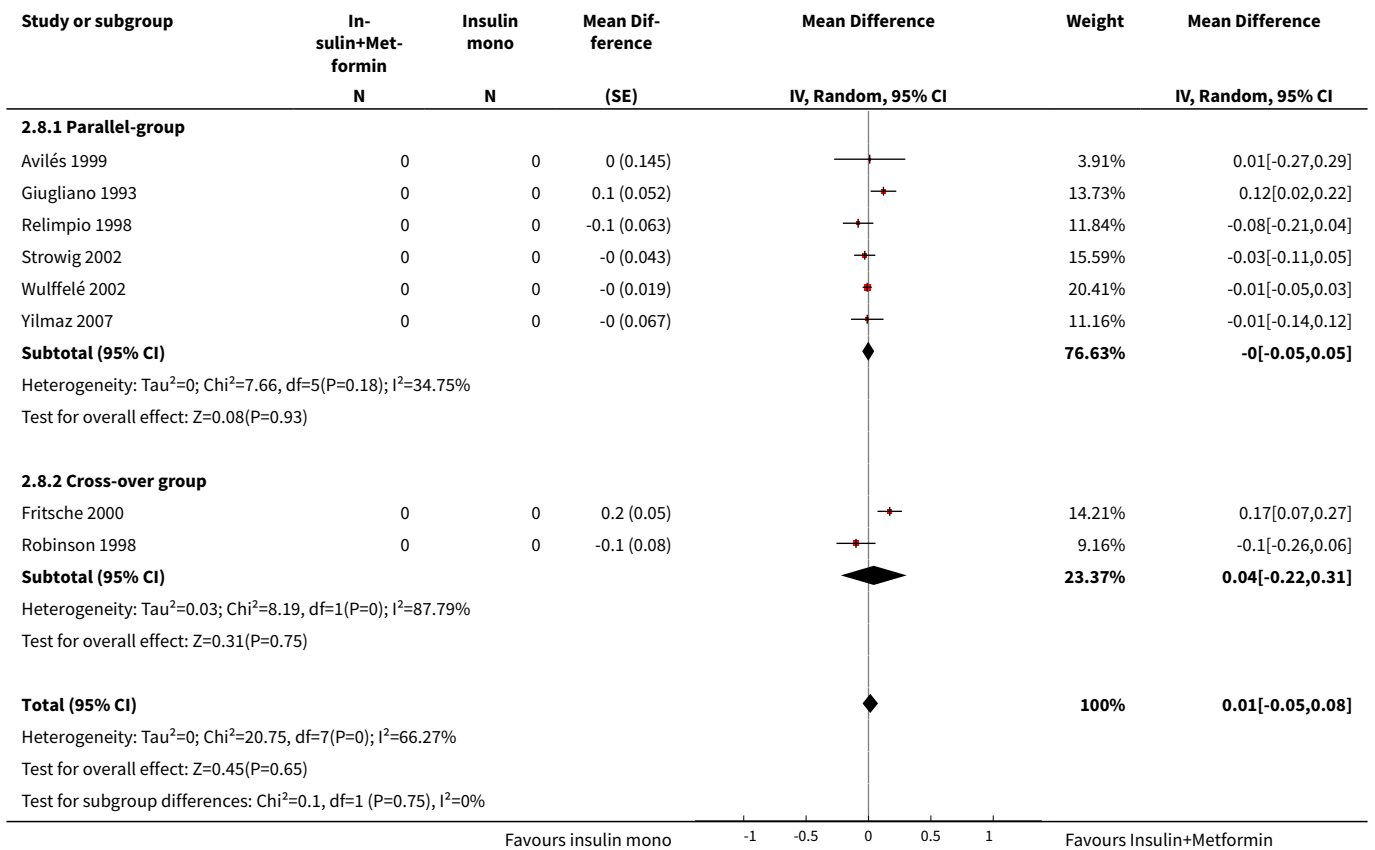 Study or subgroup In- Insulin Mean Dif- Mean Difference Weight Mean Difference
sulin+Met- mono ference
formin
N N (SE) IV, Random, 95% CI IV, Random, 95% CI
2.8.1 Parallel-group
Avilés 1999 0 0 0 (0.145) 3.91% 0.01[-0.27,0.29]
Giugliano 1993 0 0 0.1 (0.052) 13.73% 0.12[0.02,0.22]
Relimpio 1998 0 0 -0.1 (0.063) 11.84% -0.08[-0.21,0.04]
Strowig 2002 0 0 -0 (0.043) 15.59% -0.03[-0.11,0.05]
Wulffelé 2002 0 0 -0 (0.019) 20.41% -0.01[-0.05,0.03]
Yilmaz 2007 0 0 -0 (0.067) 11.16% -0.01[-0.14,0.12]
Subtotal (95% CI) 76.63% -0[-0.05,0.05]
Heterogeneity: Tau²=0; Chi²=7.66, df=5(P=0.18); I²=34.75%
Test for overall effect: Z=0.08(P=0.93)
2.8.2 Cross-over group
Fritsche 2000 0 0 0.2 (0.05) 14.21% 0.17[0.07,0.27]
Robinson 1998 0 0 -0.1 (0.08) 9.16% -0.1[-0.26,0.06]
Subtotal (95% CI) 23.37% 0.04[-0.22,0.31]
Heterogeneity: Tau²=0.03; Chi²=8.19, df=1(P=0); I²=87.79%
Test for overall effect: Z=0.31(P=0.75)
Total (95% CI) 100% 0.01[-0.05,0.08]
Heterogeneity: Tau²=0; Chi²=20.75, df=7(P=0); I²=66.27%
Test for overall effect: Z=0.45(P=0.65)
Test for subgroup differences: Chi²=0.1, df=1 (P=0.75), I²=0%
Favours insulin mono -1 -0.5 0 0.5 1 Favours Insulin+Metformin